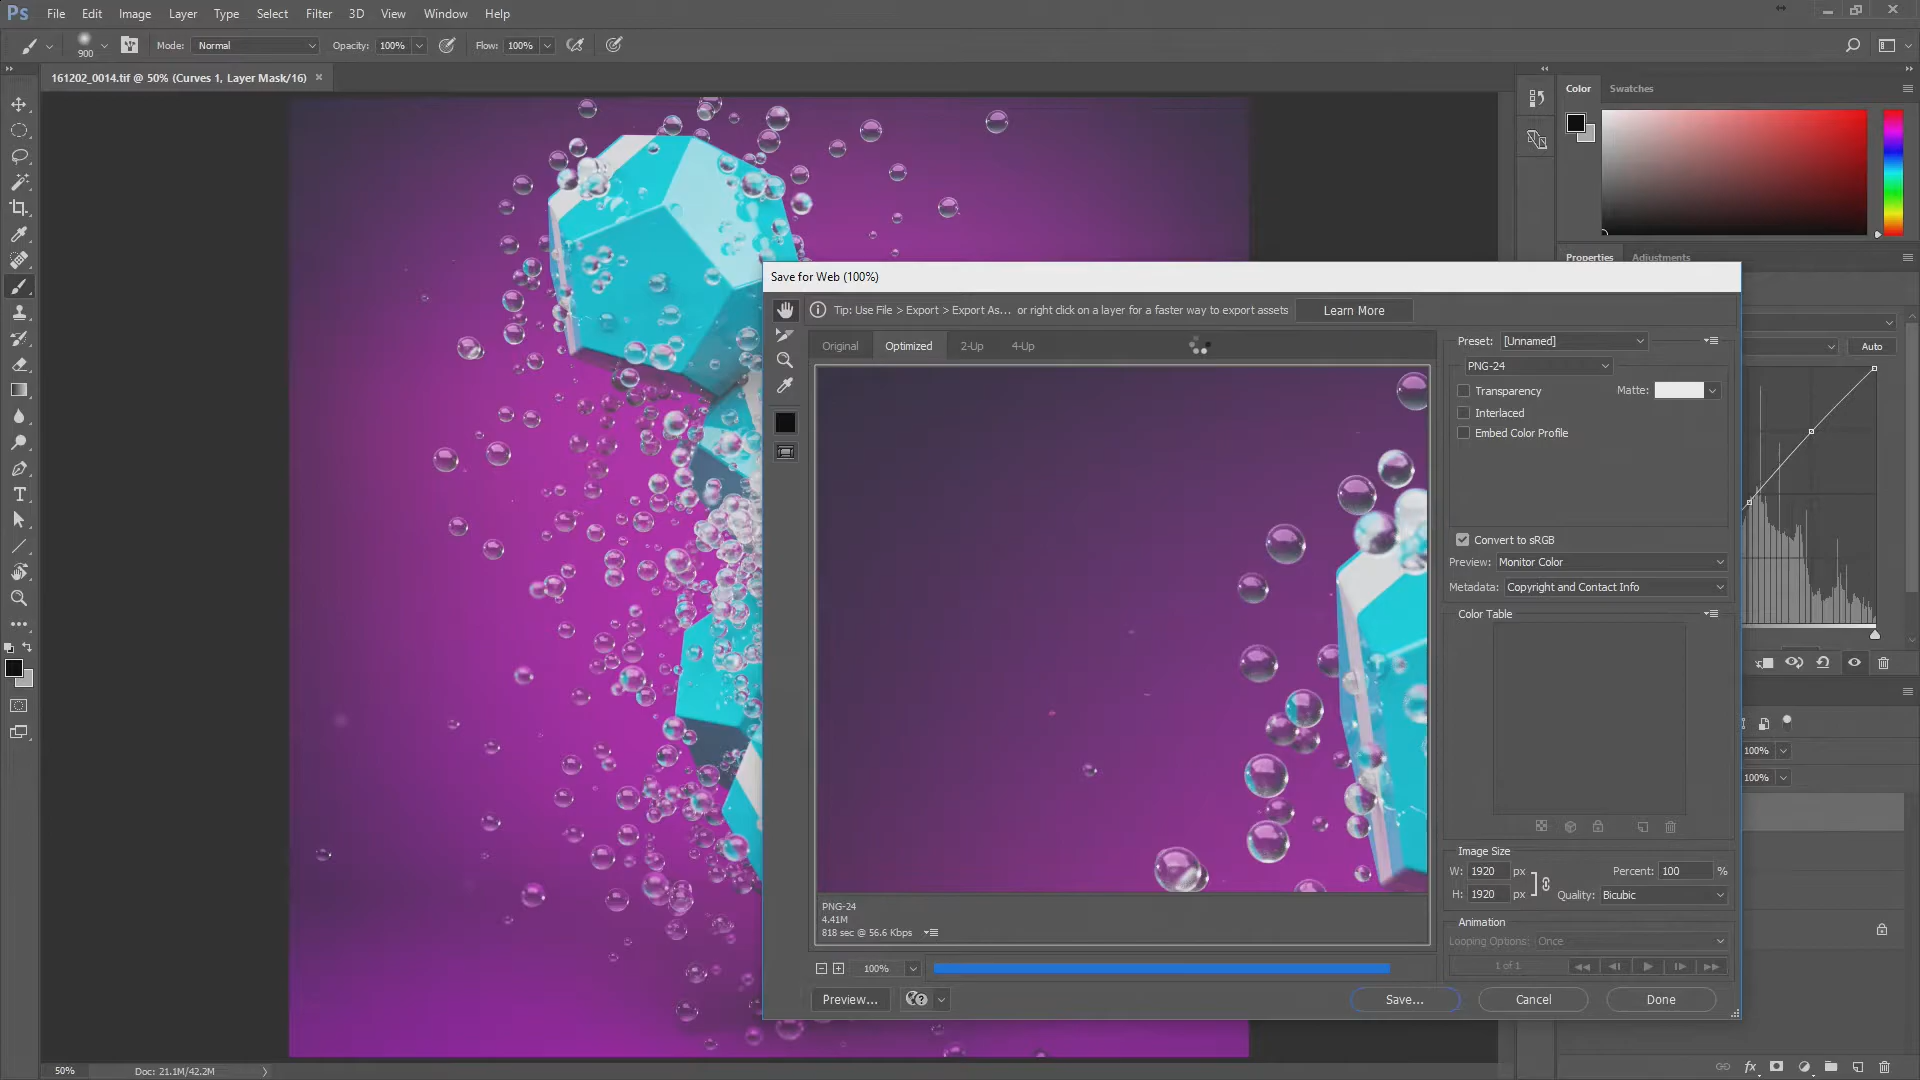 Ps File Edit Image Layer Type Select Filter 3D View Window Help
900 Mode: Normal Opacity: 100% Flow: 100%
161202_0014.tif @ 50% (Curves 1, Layer Mask/16) ×
Color Swatches
Properties Adjustments
Save for Web (100%)
Tip: Use File > Export > Export As... or right click on a layer for a faster way to export assets Learn More
Original Optimized 2-Up 4-Up
Preset: [Unnamed]
Auto
PNG-24
Transparency Matte:
Interlaced
Embed Color Profile
Convert to sRGB
Preview: Monitor Color
Metadata: Copyright and Contact Info
Color Table
100%
100%
Image Size
W: 1920 px Percent: 100 %
H: 1920 px Quality: Bicubic
PNG-24
4.41M
818 sec @ 56.6 Kbps
Animation
Looping Options: Once
1 of 1
100%
Preview... Save... Cancel Done
50% Doc: 21.1M/42.2M
fx